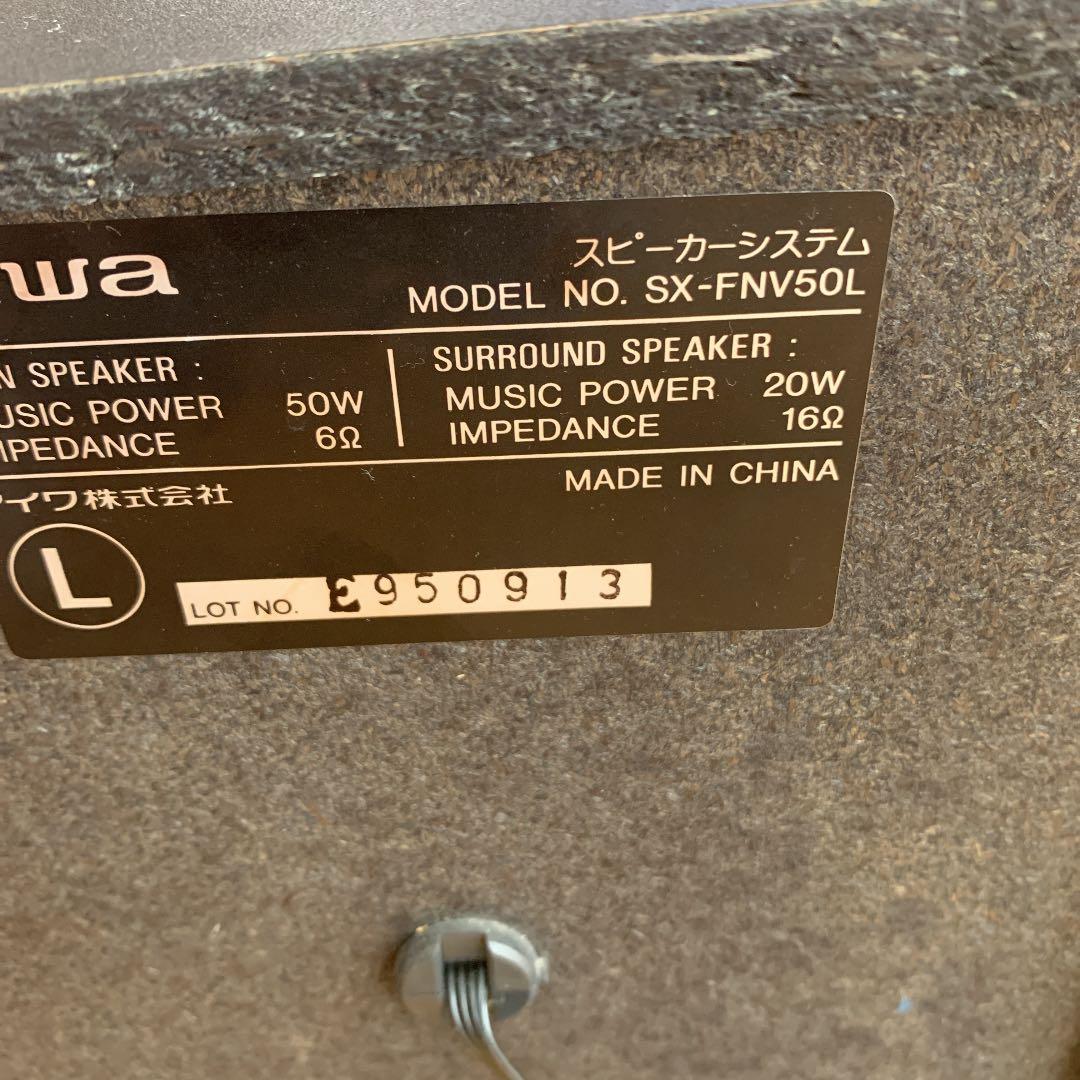 wa
スピーカーシステム
MODEL NO. SX-FNV50L
N SPEAKER :
USIC POWER 50W
MPEDANCE 6Ω
SURROUND SPEAKER :
MUSIC POWER 20W
IMPEDANCE 16Ω
アイワ株式会社
MADE IN CHINA
L
LOT NO. E950913